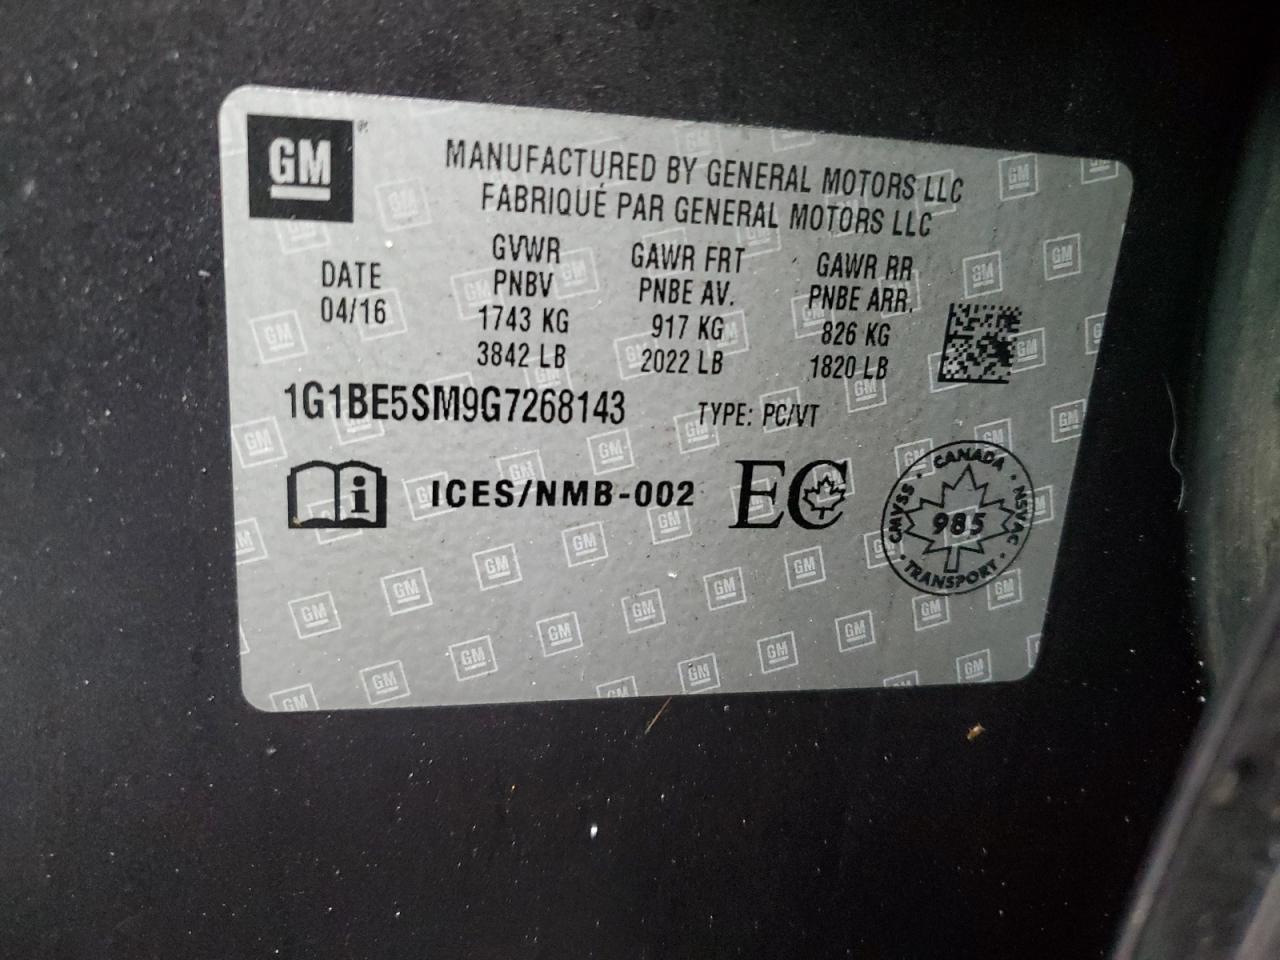 GM
MANUFACTURED BY GENERAL MOTORS LLC
FABRIQUÉ PAR GENERAL MOTORS LLC
DATE
04/16
GVWR
PNBV
1743 KG
3842 LB
GAWR FRT
PNBE AV.
917 KG
2022 LB
GAWR RR
PNBE ARR.
826 KG
1820 LB
1G1BE5SM9G7268143 TYPE: PC/VT
i ICES/NMB-002 EC
CANADA
CMVSS 985 NSVAC
TRANSPORT